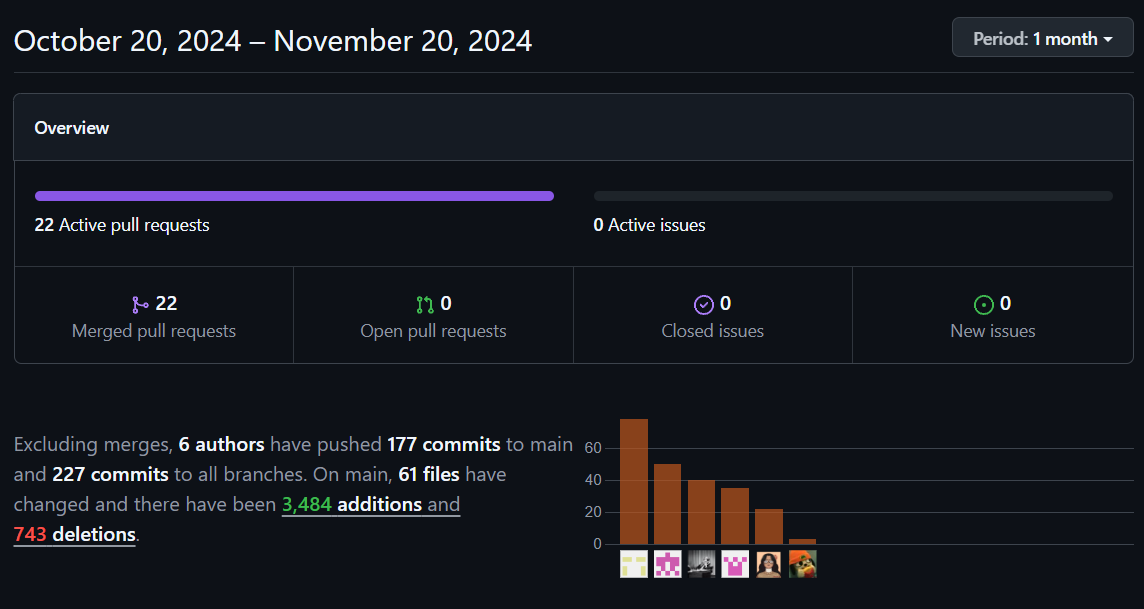 October 20, 2024 – November 20, 2024
Period: 1 month
Overview
22 Active pull requests
0 Active issues
22
Merged pull requests
0
Open pull requests
0
Closed issues
0
New issues
Excluding merges, 6 authors have pushed 177 commits to main
and 227 commits to all branches. On main, 61 files have
changed and there have been 3,484 additions and
743 deletions.
60
40
20
0